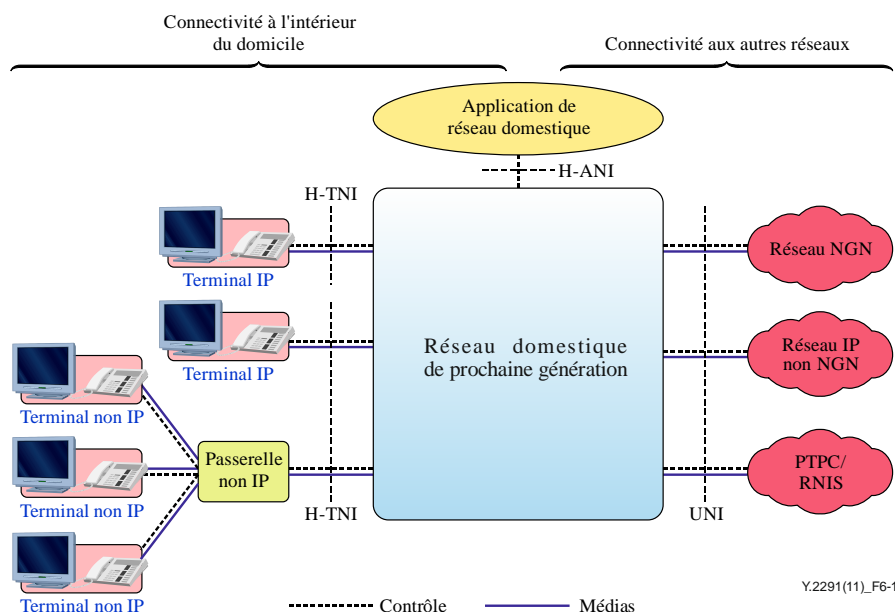 Connectivité à l'intérieur
du domicile
Connectivité aux autres réseaux
Application de
réseau domestique
H-ANI
H-TNI
Terminal IP
Réseau NGN
Terminal IP
Réseau domestique
de prochaine génération
Réseau IP
non NGN
Terminal non IP
Passerelle
non IP
PTPC/
RNIS
Terminal non IP
H-TNI
UNI
Terminal non IP
Y.2291(11)_F6-1
Contrôle
Médias